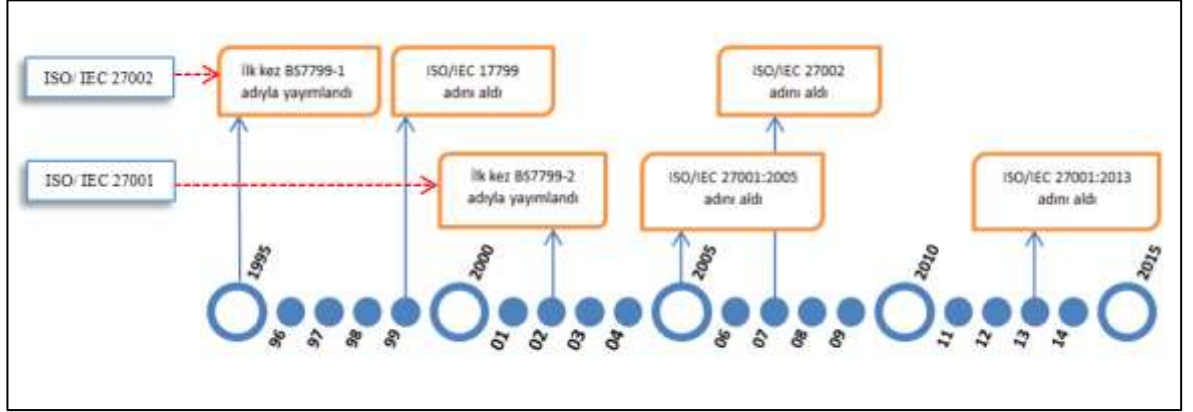 ISO/ IEC 27002
İlk kez BS7799-1
adıyla yayımlandı
ISO/IEC 17799
adını aldı
ISO/IEC 27002
adını aldı
ISO/ IEC 27001
İlk kez BS7799-2
adıyla yayımlandı
ISO/IEC 27001:2005
adını aldı
ISO/IEC 27001:2013
adını aldı
1995
96
97
98
99
2000
01
02
03
04
2005
06
07
08
09
2010
11
12
13
14
2015